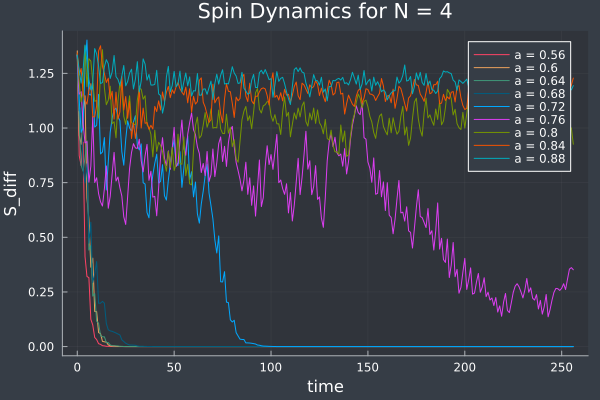 Spin Dynamics for N = 4
S_diff
1.25
1.00
0.75
0.50
0.25
0.00
a = 0.56
a = 0.6
a = 0.64
a = 0.68
a = 0.72
a = 0.76
a = 0.8
a = 0.84
a = 0.88
0 50 100 150 200 250
time